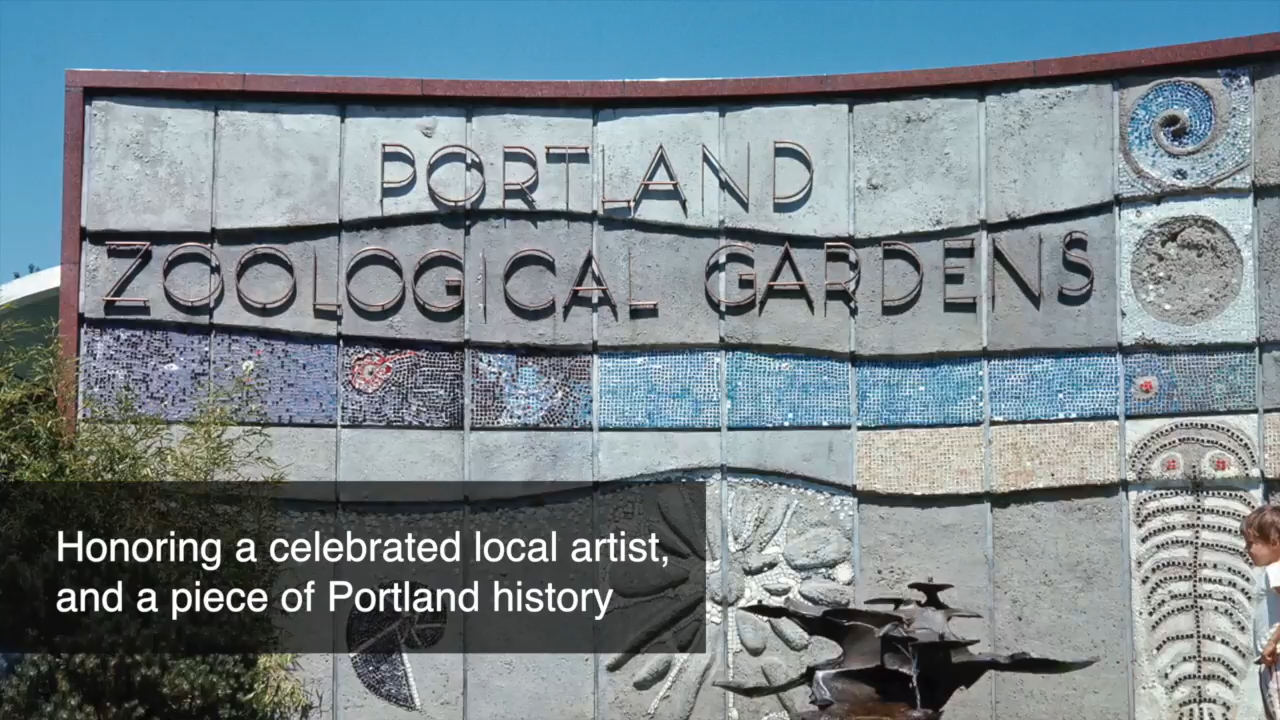 PORTLAND
ZOOLOGICAL GARDENS
Honoring a celebrated local artist,
and a piece of Portland history